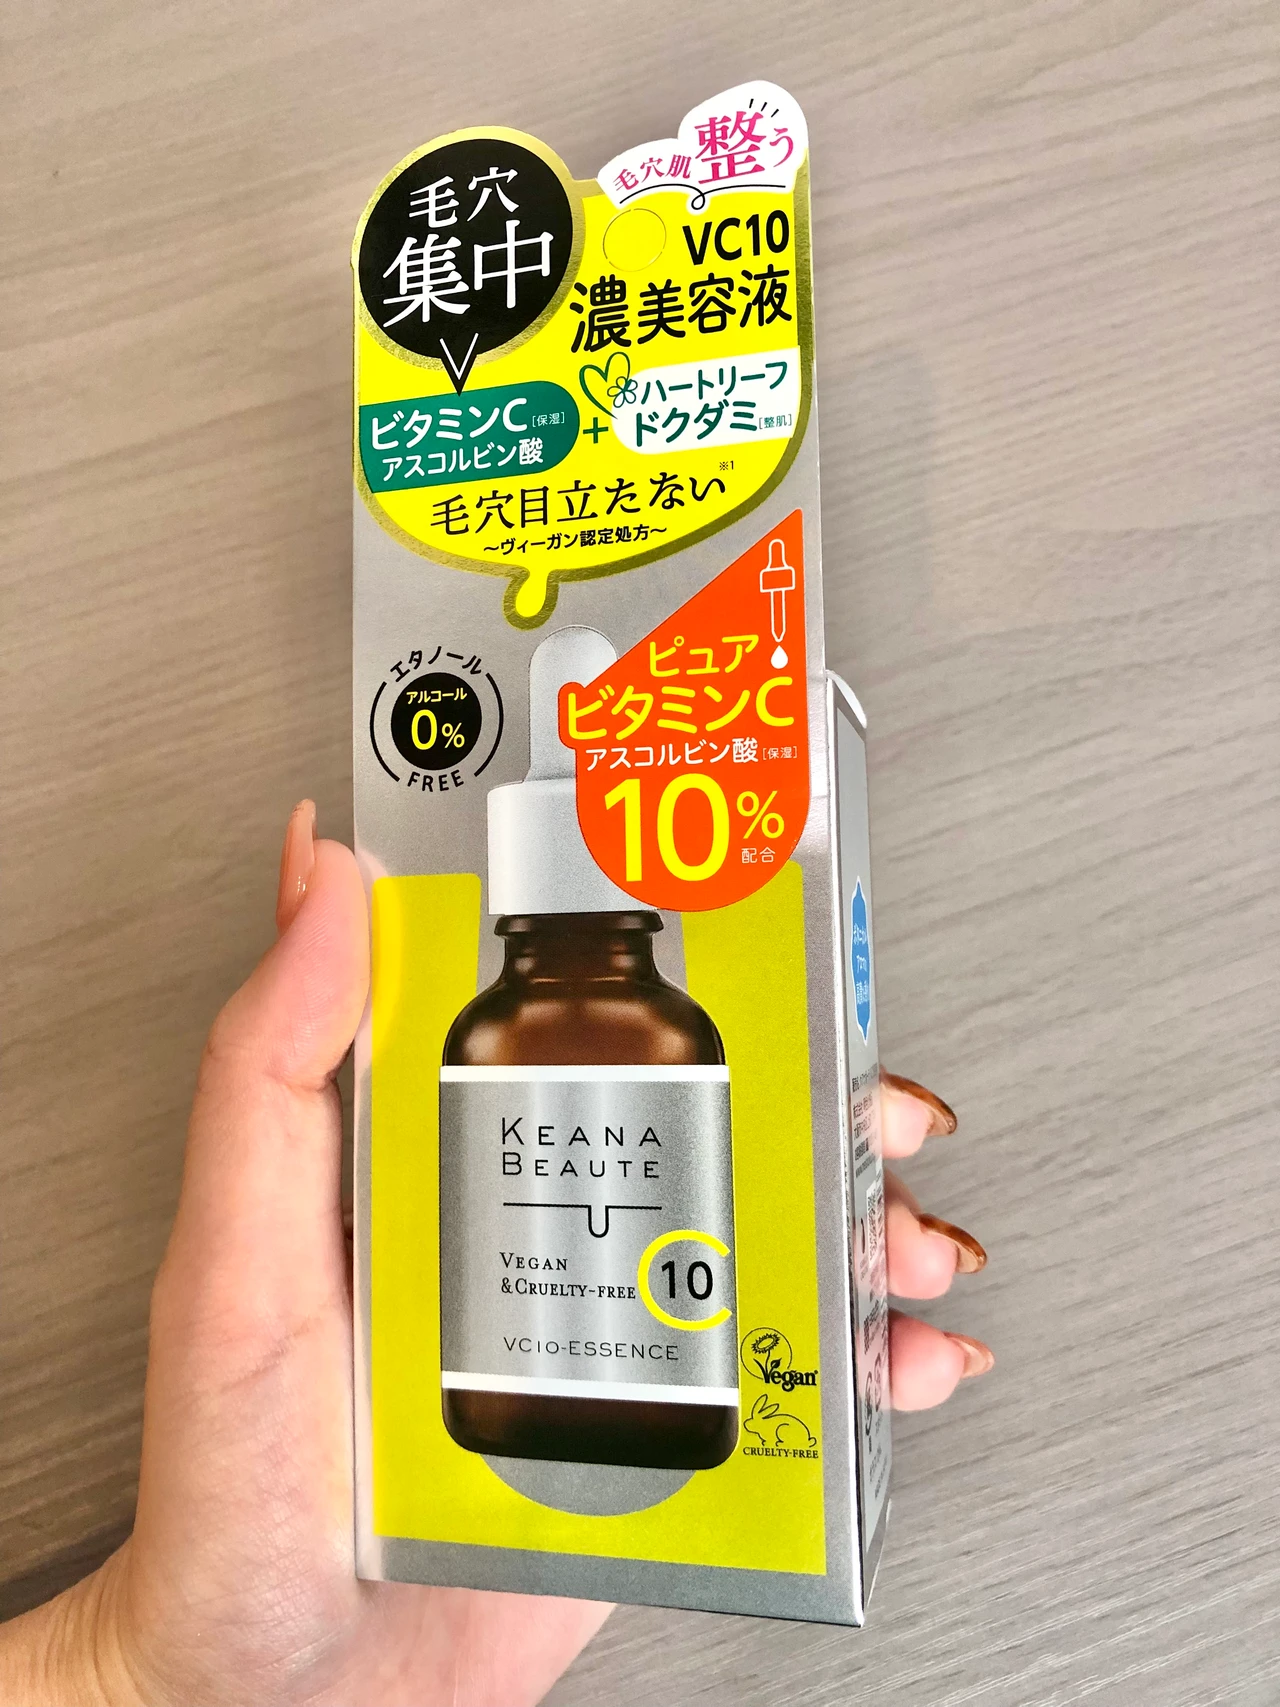 毛穴肌 整う
毛穴
集中
VC10
濃美容液
ビタミンC[保湿]
アスコルビン酸
+
ハートリーフ
ドクダミ[整肌]
毛穴目立たない※1
～ヴィーガン認定処方～
エタノール
アルコール
0%
FREE
ピュア
ビタミンC
アスコルビン酸[保湿]
10%
配合
KEANA
BEAUTE
VEGAN
&CRUELTY-FREE
C10
VC10-ESSENCE
Vegan
CRUELTY-FREE